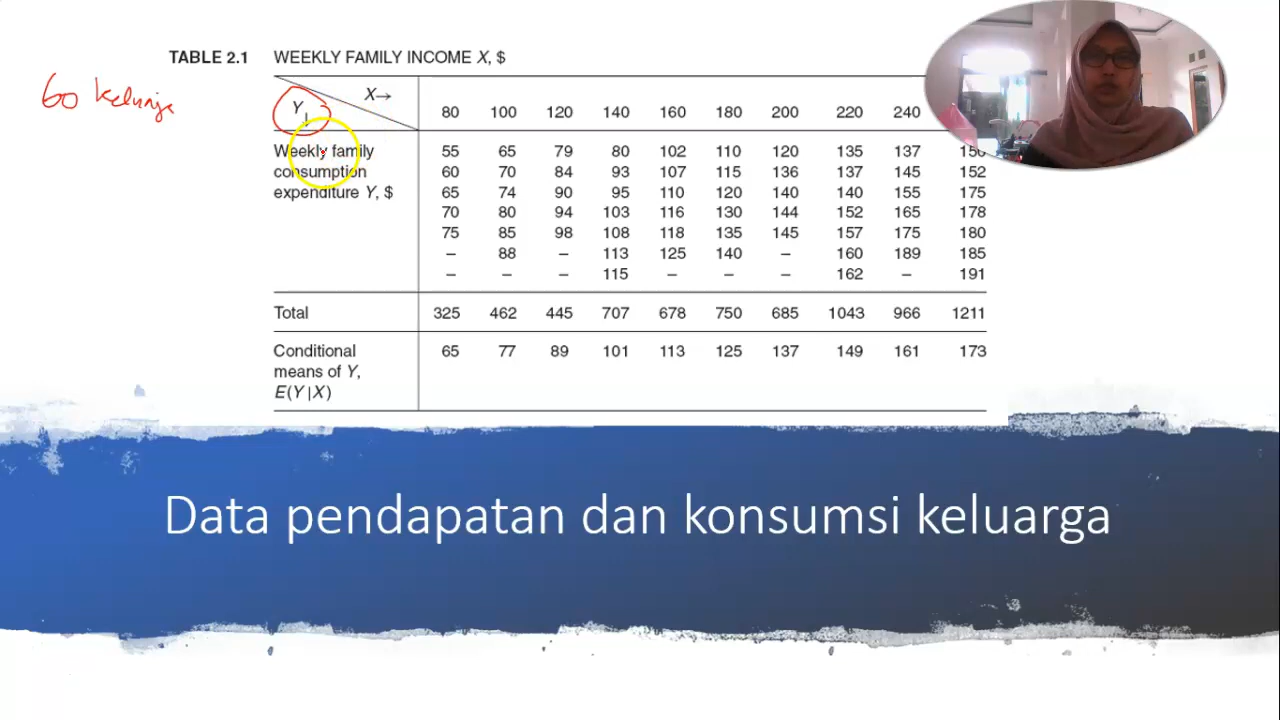 TABLE 2.1 WEEKLY FAMILY INCOME X, $
60 keluarga
X→
Y↓
80 100 120 140 160 180 200 220 240
Weekly family 55 65 79 80 102 110 120 135 137 150
consumption 60 70 84 93 107 115 136 137 145 152
expenditure Y, $ 65 74 90 95 110 120 140 140 155 175
70 80 94 103 116 130 144 152 165 178
75 85 98 108 118 135 145 157 175 180
– 88 – 113 125 140 – 160 189 185
– – – 115 – – – 162 – 191
Total 325 462 445 707 678 750 685 1043 966 1211
Conditional 65 77 89 101 113 125 137 149 161 173
means of Y,
E(Y|X)
Data pendapatan dan konsumsi keluarga